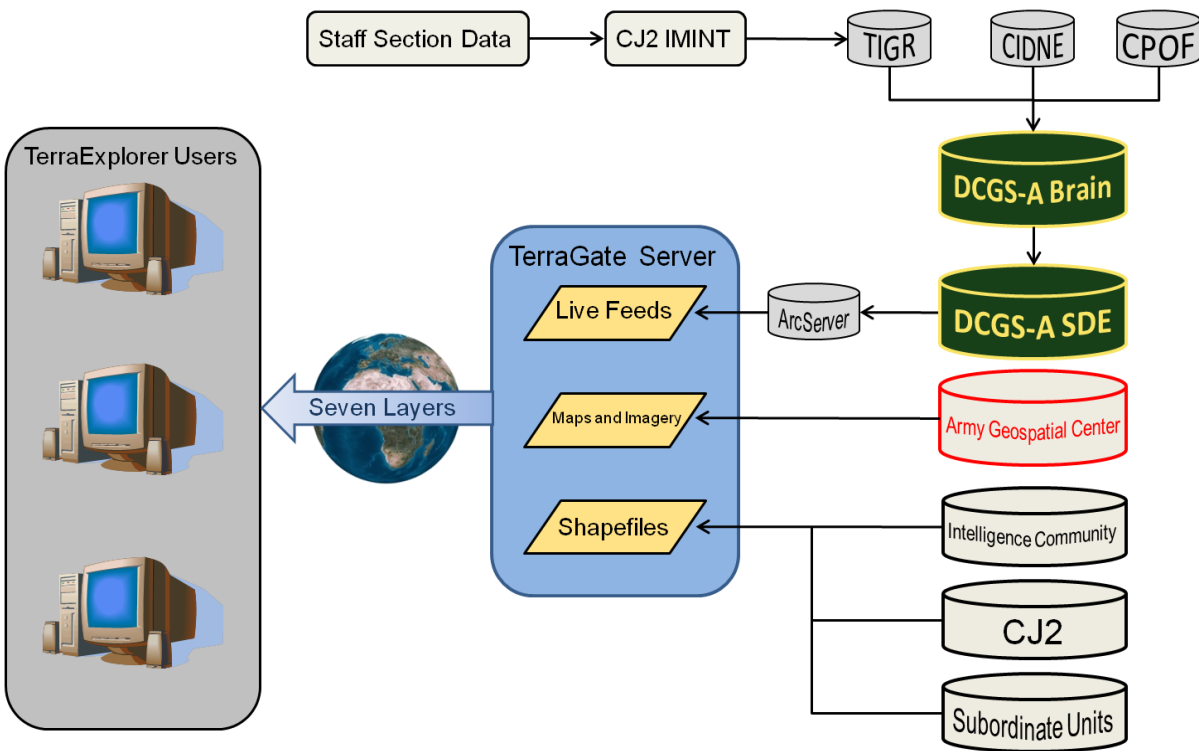 Staff Section Data
CJ2 IMINT
TIGR
CIDNE
CPOF
TerraExplorer Users
DCGS-A Brain
TerraGate Server
Live Feeds
ArcServer
DCGS-A SDE
Seven Layers
Maps and Imagery
Army Geospatial Center
Shapefiles
Intelligence Community
CJ2
Subordinate Units